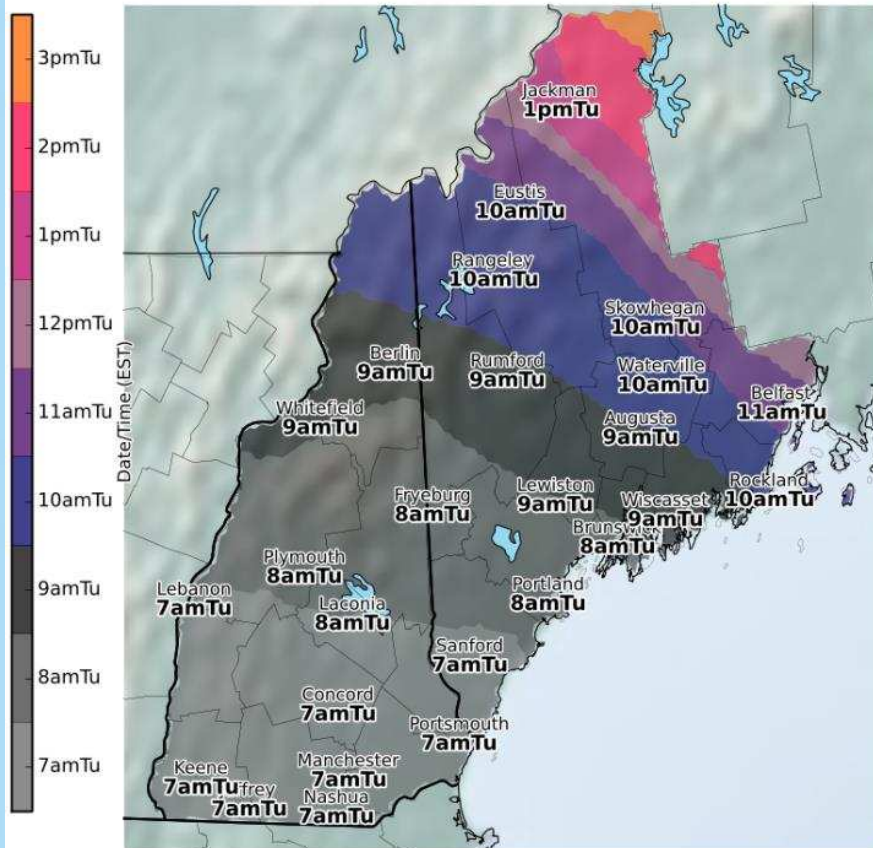 3pmTu
2pmTu
1pmTu
12pmTu
11amTu
10amTu
9amTu
8amTu
7amTu
Date/Time (EST)
Jackman
1pmTu
Eustis
10amTu
Rangeley
10amTu
Skowhegan
10amTu
Berlin
9amTu
Rumford
9amTu
Waterville
10amTu
Belfast
11amTu
Whitefield
9amTu
Augusta
9amTu
Fryeburg
8amTu
Lewiston
9amTu
Wiscasset
9amTu
Rockland
10amTu
Brunswick
8amTu
Plymouth
8amTu
Lebanon
7amTu
Laconia
8amTu
Portland
8amTu
Sanford
7amTu
Concord
7amTu
Portsmouth
7amTu
Manchester
7amTu
Keene
7amTu
ffrey
7amTu
Nashua
7amTu